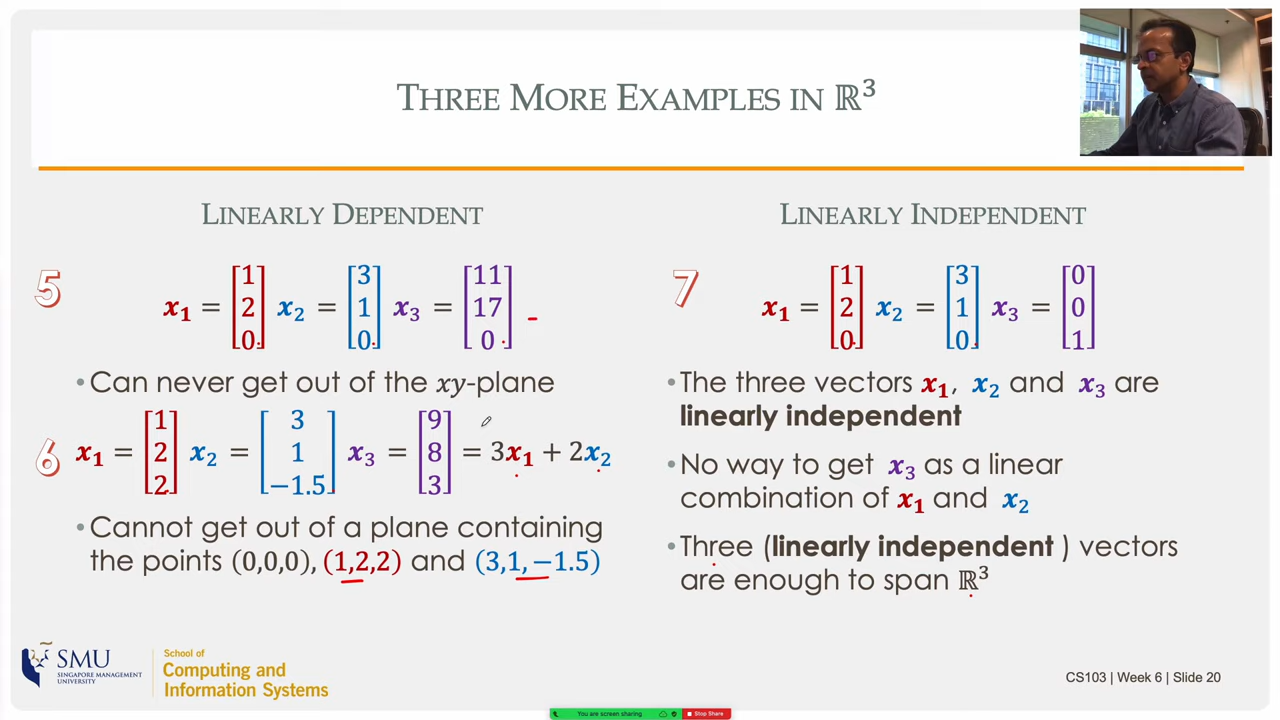 THREE MORE EXAMPLES IN ℝ³
LINEARLY DEPENDENT
5
x₁ = [1 2 0] x₂ = [3 1 0] x₃ = [11 17 0]
•Can never get out of the xy-plane
6
x₁ = [1 2 2] x₂ = [3 1 −1.5] x₃ = [9 8 3] = 3x₁ + 2x₂
•Cannot get out of a plane containing
the points (0,0,0), (1,2,2) and (3,1,−1.5)
LINEARLY INDEPENDENT
7
x₁ = [1 2 0] x₂ = [3 1 0] x₃ = [0 0 1]
•The three vectors x₁, x₂ and x₃ are
linearly independent
•No way to get x₃ as a linear
combination of x₁ and x₂
•Three (linearly independent ) vectors
are enough to span ℝ³
SMU
SINGAPORE MANAGEMENT
UNIVERSITY
School of
Computing and
Information Systems
CS103 | Week 6 | Slide 20
You are screen sharing
Stop Share